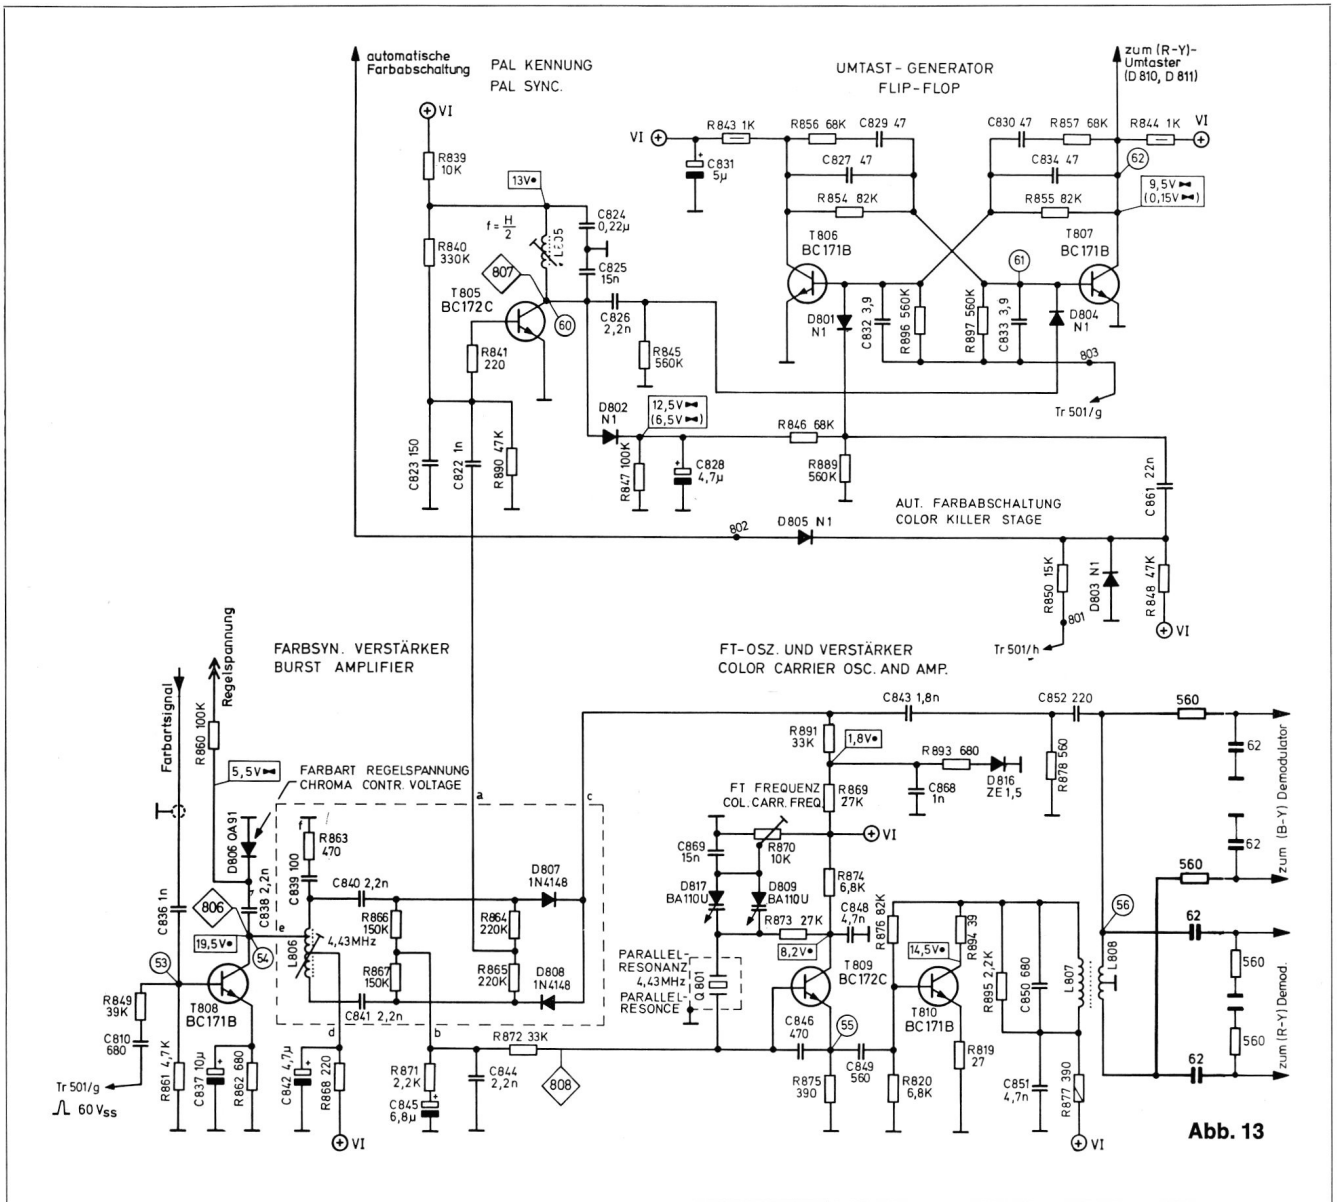 automatische
Farbabschaltung
PAL KENNUNG
PAL SYNC.
UMTAST-GENERATOR
FLIP-FLOP
zum (R-Y)-
Umtaster
(D 810, D 811)
VI
R839
10K
13V
f = H/2
L805
C824
0,22µ
R840
330K
807
C825
15n
T805
BC172C
60
C826
2,2n
R841
220
R845
560K
VI
R843 1K
R856 68K
C829 47
C830 47
R857 68K
R844 1K
VI
C831
5µ
C827 47
C834 47
62
R854 82K
R855 82K
9,5V
(0,15V)
T806
BC171B
T807
BC171B
61
D801
N1
C832 3,9
R896 560K
R897 560K
C833 3,9
D804
N1
803
Tr 501/g
D802
N1
12,5V
(6,5V)
C823 150
C822 1n
R890 47K
R847 100K
C828
4,7µ
R846 68K
R889
560K
C861 22n
AUT. FARBABSCHALTUNG
COLOR KILLER STAGE
802
D805 N1
R850 15K
D803 N1
R848 47K
801
VI
Tr 501/h
FARBSYN. VERSTÄRKER
BURST AMPLIFIER
FT-OSZ. UND VERSTÄRKER
COLOR CARRIER OSC. AND AMP.
Farbartsignal
Regelspannung
R860 100K
5,5V
FARBART REGELSPANNUNG
CHROMA CONTR. VOLTAGE
D806 OA91
C836 1n
806
C838 2,2n
19,5V
54
53
R849
39K
C810
680
Tr 501/g
60 Vss
T808
BC171B
R861 4,7K
C837 10µ
R862 680
a
c
f
R863
470
C839 100
C840 2,2n
D807
1N4148
e
L806
4,43MHz
R866
150K
R864
220K
R867
150K
R865
220K
D808
1N4148
C841 2,2n
d
b
C842 4,7µ
R868 220
VI
R871
2,2K
C845
6,8µ
C844
2,2n
R872 33K
808
C843 1,8n
C852 220
R891
33K
1,8V
R893 680
D816
ZE1,5
C868
1n
R878 560
FT FREQUENZ
COL. CARR. FREQ.
R869
27K
VI
C869
15n
R870
10K
D817
BA110U
D809
BA110U
R874
6,8K
R873 27K
C848
4,7n
8,2V
PARALLEL-
RESONANZ
4,43MHz
PARALLEL-
RESONCE
Q801
T809
BC172C
C846
470
55
C849
560
R875
390
R876 82K
14,5V
R894 39
T810
BC171B
R895 2,2K
C850 680
L807
56
L808
R819
27
R820
6,8K
C851
4,7n
R877 390
VI
560
62
62
560
zum (B-Y) Demodulator
62
560
560
62
zum (R-Y) Demod.
Abb. 13